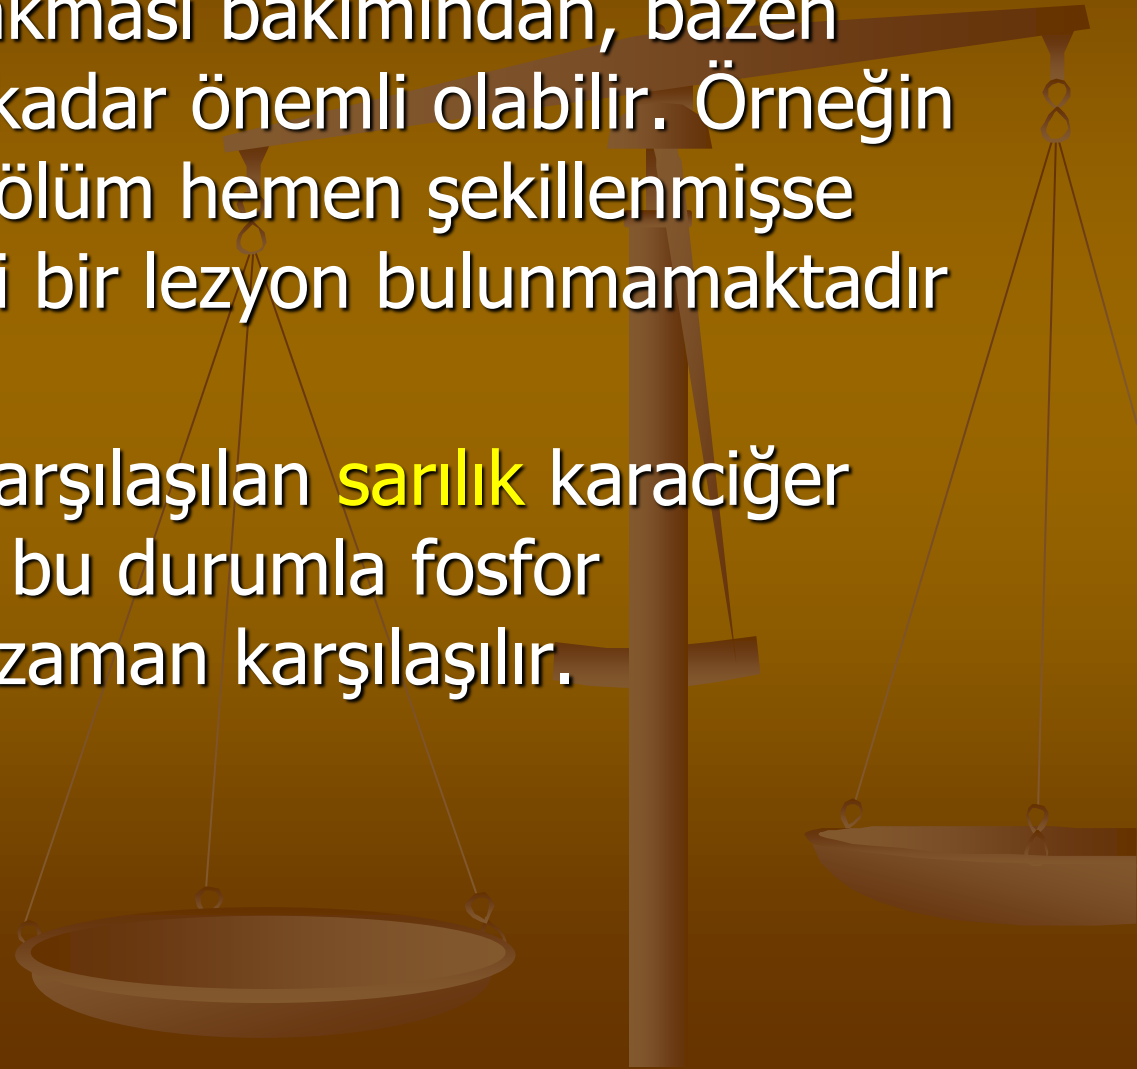 akması bakımından, bazen
kadar önemli olabilir. Örneğin
ölüm hemen şekillenmişse
i bir lezyon bulunmamaktadır
arşılaşılan sarılık karaciğer
bu durumla fosfor
zaman karşılaşılır.